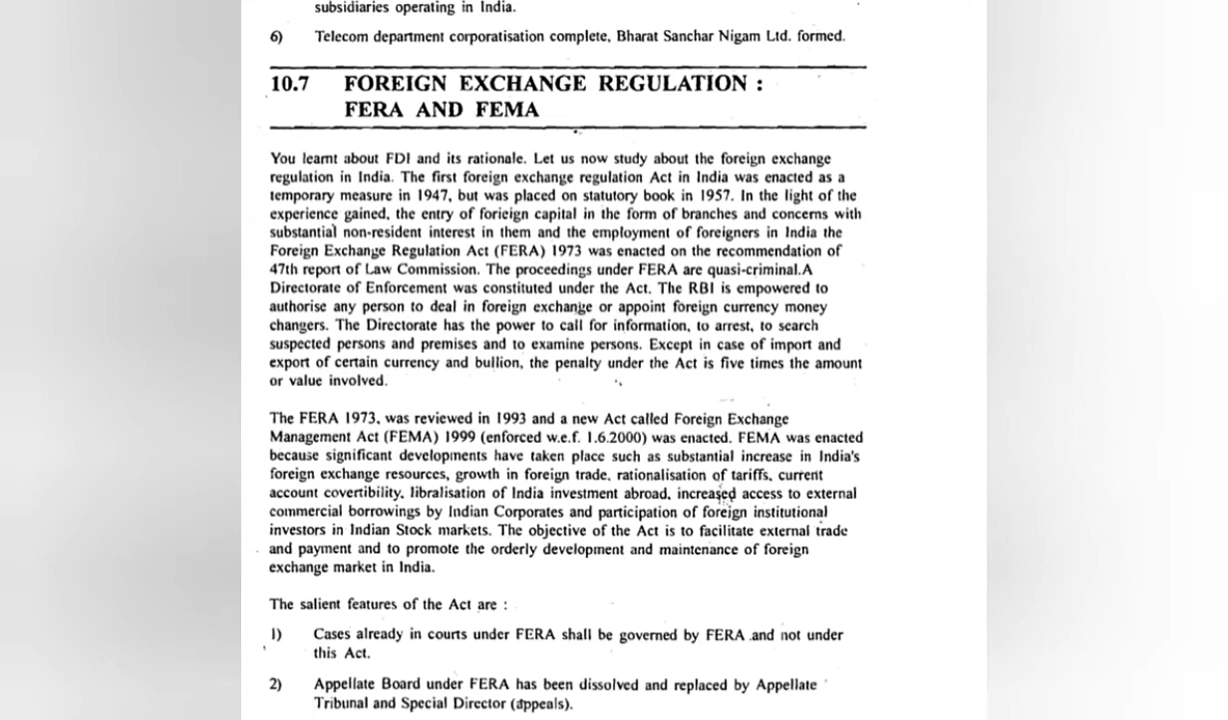 subsidiaries operating in India.
6) Telecom department corporatisation complete, Bharat Sanchar Nigam Ltd. formed.
10.7 FOREIGN EXCHANGE REGULATION :
FERA AND FEMA
You learnt about FDI and its rationale. Let us now study about the foreign exchange
regulation in India. The first foreign exchange regulation Act in India was enacted as a
temporary measure in 1947, but was placed on statutory book in 1957. In the light of the
experience gained, the entry of forieign capital in the form of branches and concerns with
substantial non-resident interest in them and the employment of foreigners in India the
Foreign Exchange Regulation Act (FERA) 1973 was enacted on the recommendation of
47th report of Law Commission. The proceedings under FERA are quasi-criminal.A
Directorate of Enforcement was constituted under the Act. The RBI is empowered to
authorise any person to deal in foreign exchange or appoint foreign currency money
changers. The Directorate has the power to call for information, to arrest, to search
suspected persons and premises and to examine persons. Except in case of import and
export of certain currency and bullion, the penalty under the Act is five times the amount
or value involved.
The FERA 1973, was reviewed in 1993 and a new Act called Foreign Exchange
Management Act (FEMA) 1999 (enforced w.e.f. 1.6.2000) was enacted. FEMA was enacted
because significant developments have taken place such as substantial increase in India's
foreign exchange resources, growth in foreign trade, rationalisation of tariffs, current
account covertibility, libralisation of India investment abroad, increased access to external
commercial borrowings by Indian Corporates and participation of foreign institutional
investors in Indian Stock markets. The objective of the Act is to facilitate external trade
and payment and to promote the orderly development and maintenance of foreign
exchange market in India.
The salient features of the Act are :
1) Cases already in courts under FERA shall be governed by FERA and not under
this Act.
2) Appellate Board under FERA has been dissolved and replaced by Appellate
Tribunal and Special Director (appeals).